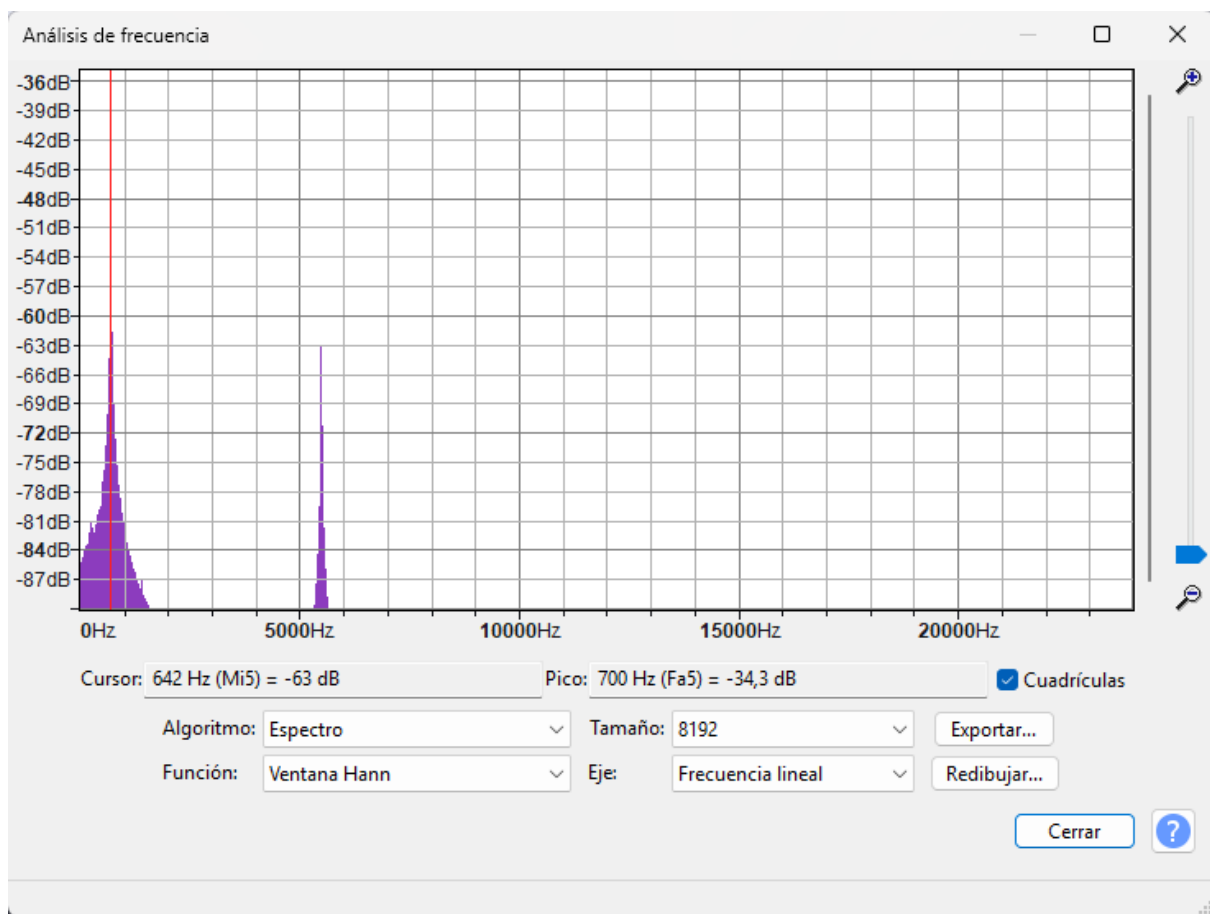 Análisis de frecuencia
-36dB
-39dB
-42dB
-45dB
-48dB
-51dB
-54dB
-57dB
-60dB
-63dB
-66dB
-69dB
-72dB
-75dB
-78dB
-81dB
-84dB
-87dB
0Hz 5000Hz 10000Hz 15000Hz 20000Hz
Cursor: 642 Hz (Mi5) = -63 dB Pico: 700 Hz (Fa5) = -34,3 dB Cuadrículas
Algoritmo: Espectro Tamaño: 8192 Exportar...
Función: Ventana Hann Eje: Frecuencia lineal Redibujar...
Cerrar ?